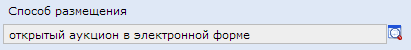 Способ размещения
открытый аукцион в электронной форме